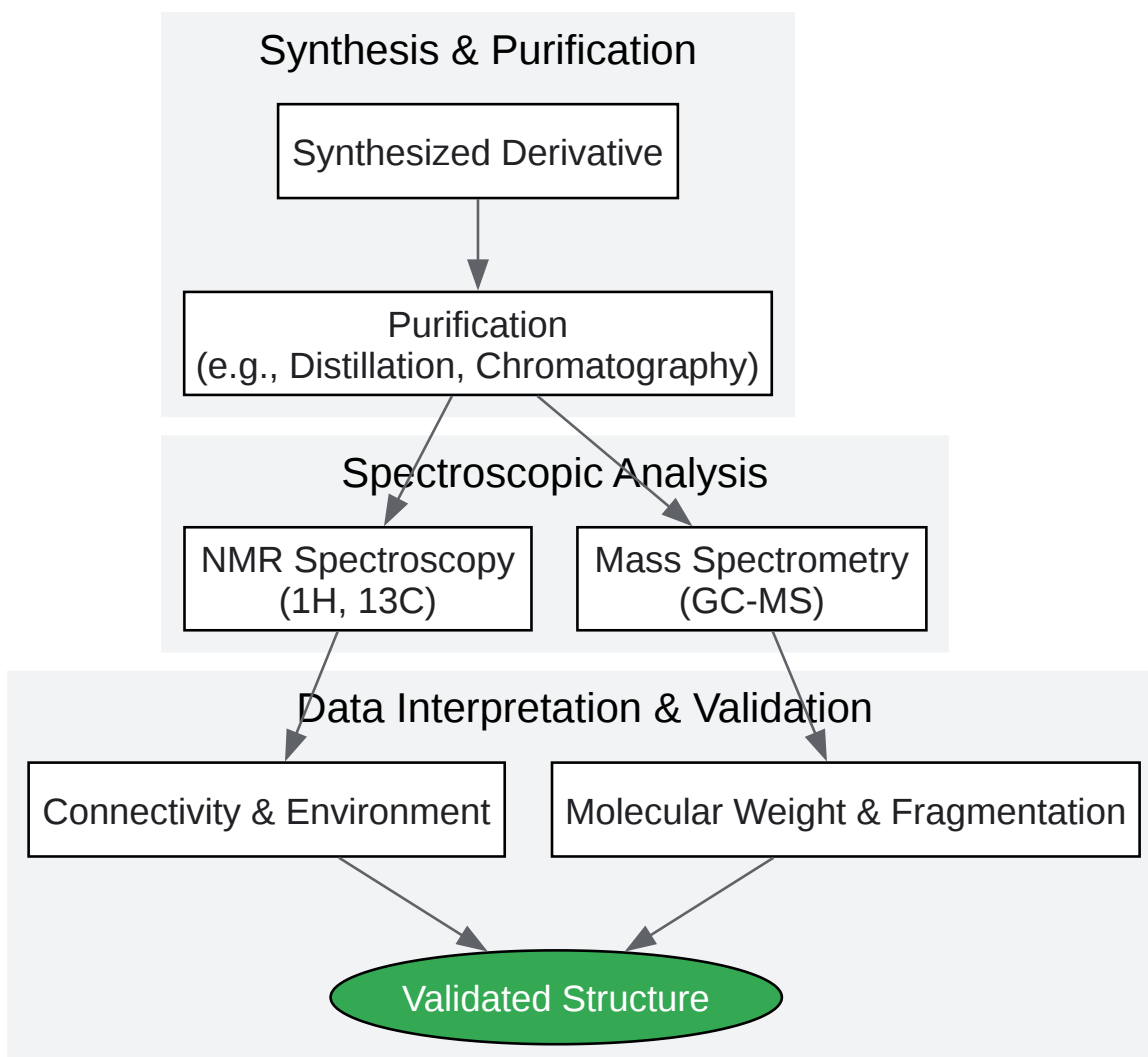 Synthesis & Purification
Synthesized Derivative
Purification
(e.g., Distillation, Chromatography)
Spectroscopic Analysis
NMR Spectroscopy
(1H, 13C)
Mass Spectrometry
(GC-MS)
Data Interpretation & Validation
Connectivity & Environment
Molecular Weight & Fragmentation
Validated Structure